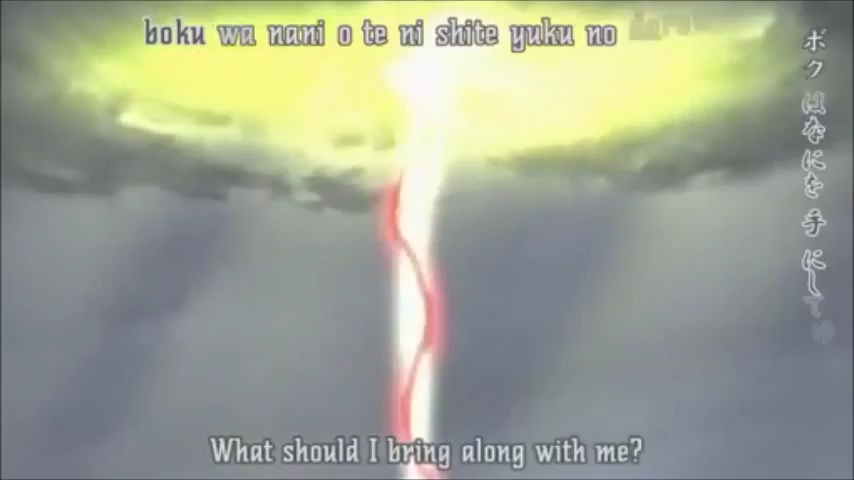 boku wa nani o te ni shite yuku no
ボクはなにを手にして
What should I bring along with me?